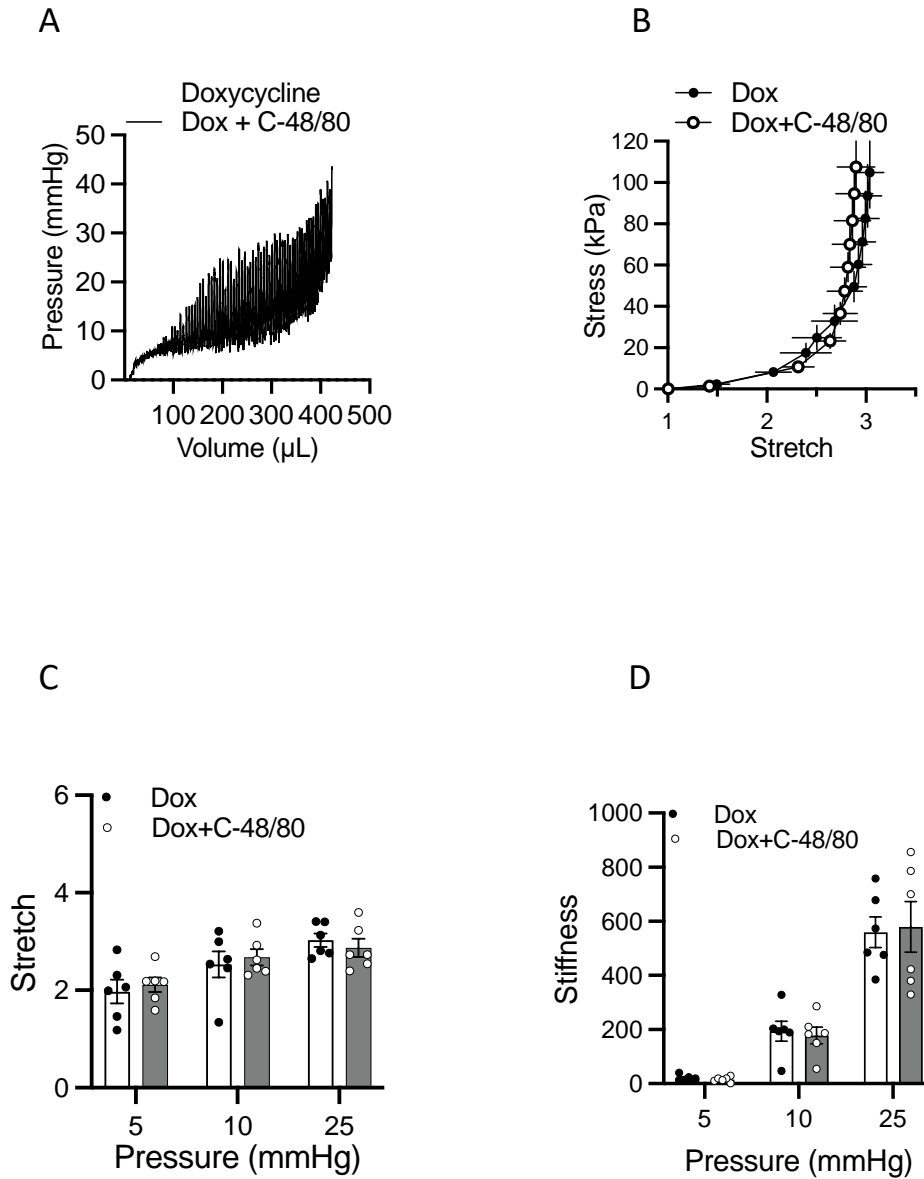 A
Doxycycline
Dox + C-48/80
50
40
30
20
10
0
Pressure (mmHg)
100 200 300 400 500
Volume (µL)
B
Dox
Dox+C-48/80
120
100
80
60
40
20
0
Stress (kPa)
1 2 3
Stretch
C
Dox
Dox+C-48/80
6
4
2
0
Stretch
5 10 25
Pressure (mmHg)
D
Dox
Dox+C-48/80
1000
800
600
400
200
0
Stiffness
5 10 25
Pressure (mmHg)